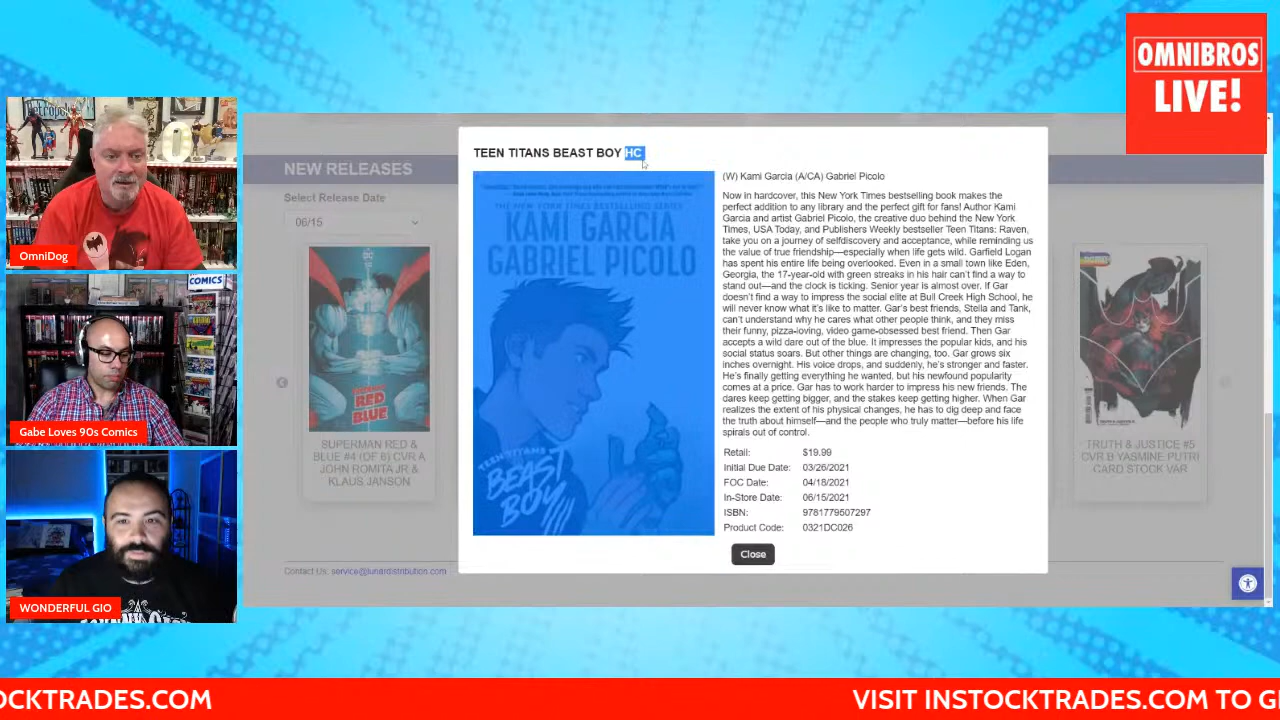 OMNIBROS
LIVE!
OmniDog
COMICS
Gabe Loves 90s Comics
WONDERFUL GIO
NEW RELEASES
Select Release Date
06/15
SUPERMAN RED &
BLUE #4 (OF 6) CVR A
JOHN ROMITA JR &
KLAUS JANSON
SUPERMAN
RED
& BLUE
TEEN TITANS BEAST BOY HC
THE NEW YORK TIMES BESTSELLING SERIES
KAMI GARCIA
GABRIEL PICOLO
TEEN TITANS
BEAST
BOY
(W) Kami Garcia (A/CA) Gabriel Picolo
Now in hardcover, this New York Times bestselling book makes the
perfect addition to any library and the perfect gift for fans! Author Kami
Garcia and artist Gabriel Picolo, the creative duo behind the New York
Times, USA Today, and Publishers Weekly bestseller Teen Titans: Raven,
take you on a journey of selfdiscovery and acceptance, while reminding us
the value of true friendship—especially when life gets wild. Garfield Logan
has spent his entire life being overlooked. Even in a small town like Eden,
Georgia, the 17-year-old with green streaks in his hair can't find a way to
stand out—and the clock is ticking. Senior year is almost over. If Gar
doesn't find a way to impress the social elite at Bull Creek High School, he
will never know what it's like to matter. Gar's best friends, Stella and Tank,
can't understand why he cares what other people think, and they miss
their funny, pizza-loving, video game-obsessed best friend. Then Gar
accepts a wild dare out of the blue. It impresses the popular kids, and his
social status soars. But other things are changing, too. Gar grows six
inches overnight. His voice drops, and suddenly, he's stronger and faster.
He's finally getting everything he wanted, but his newfound popularity
comes at a price. Gar has to work harder to impress his new friends. The
dares keep getting bigger, and the stakes keep getting higher. When Gar
realizes the extent of his physical changes, he has to dig deep and face
the truth about himself—and the people who truly matter—before his life
spirals out of control.
Retail: $19.99
Initial Due Date: 03/26/2021
FOC Date: 04/18/2021
In-Store Date: 06/15/2021
ISBN: 9781779507297
Product Code: 0321DC026
Close
TRUTH & JUSTICE #5
CVR B YASMINE PUTRI
CARD STOCK VAR
Contact Us: service@lunardistribution.com
OCKTRADES.COM
VISIT INSTOCKTRADES.COM TO G